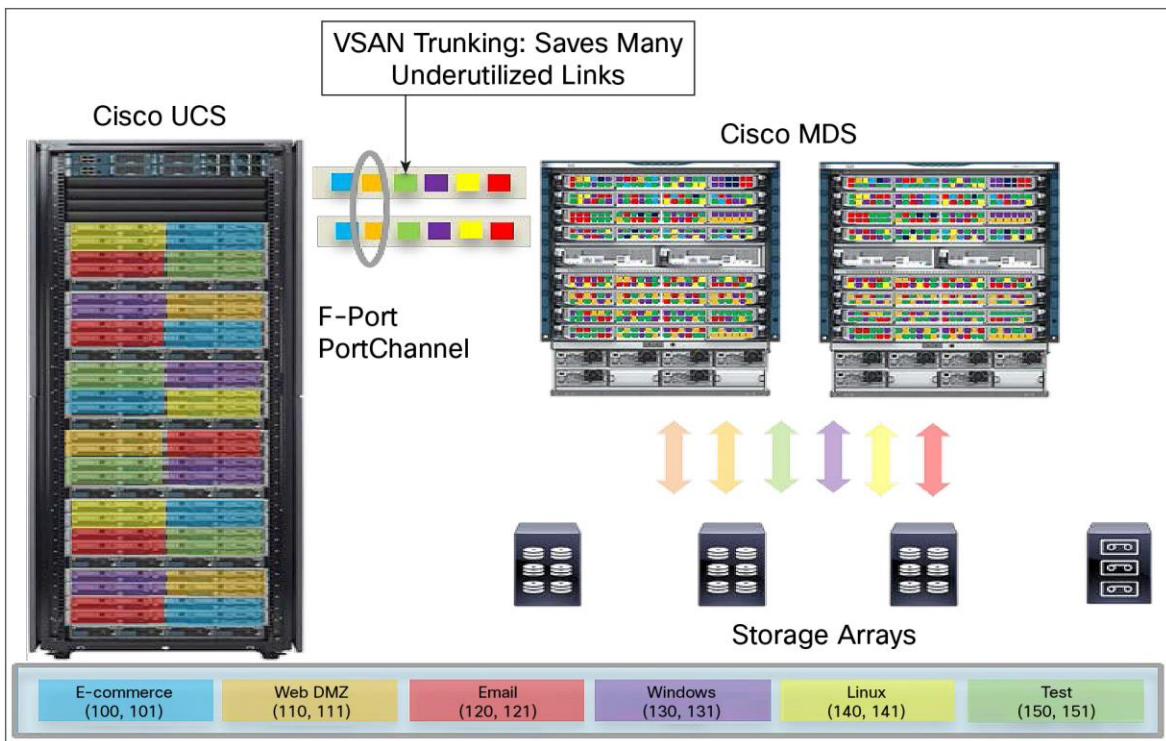 VSAN Trunking: Saves Many
Underutilized Links
Cisco UCS
Cisco MDS
F-Port
PortChannel
Storage Arrays
E-commerce
(100, 101)
Web DMZ
(110, 111)
Email
(120, 121)
Windows
(130, 131)
Linux
(140, 141)
Test
(150, 151)